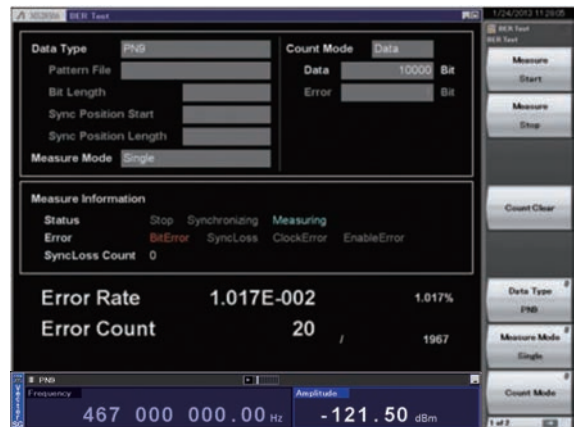 MS2830A BER Test
1/24/2013 11:28:05
Data Type PN9
Pattern File
Bit Length
Sync Position Start
Sync Position Length
Measure Mode Single
Count Mode Data
Data 10000 Bit
Error Bit
Measure Information
Status Stop Synchronizing Measuring
Error BitError SyncLoss ClockError EnableError
SyncLoss Count 0
Error Rate 1.017E-002 1.017%
Error Count 20 / 1967
PN9
Frequency
467 000 000.00 Hz
Amplitude
-121.50 dBm
BER Test
BER Test
Measure
Start
Measure
Stop
Count Clear
Data Type
PN9
Measure Mode
Single
Count Mode
1 of 2